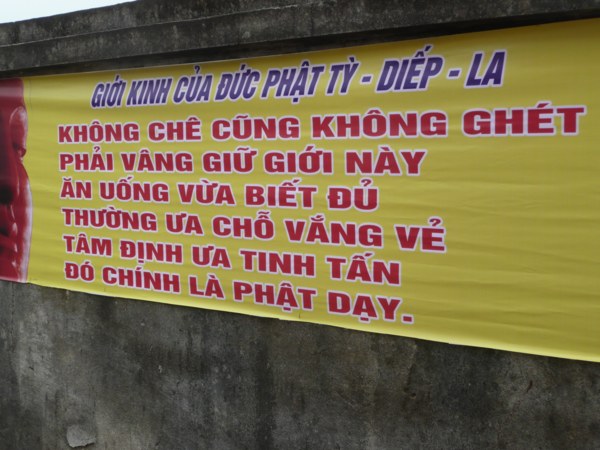 GIỚI KINH CỦA ĐỨC PHẬT TỲ - DIẾP - LA
KHÔNG CHÊ CŨNG KHÔNG GHÉT
PHẢI VÂNG GIỮ GIỚI NÀY
ĂN UỐNG VỪA BIẾT ĐỦ
THƯỜNG ƯA CHỖ VẮNG VẺ
TÂM ĐỊNH ƯA TINH TẤN
ĐÓ CHÍNH LÀ PHẬT DẠY.